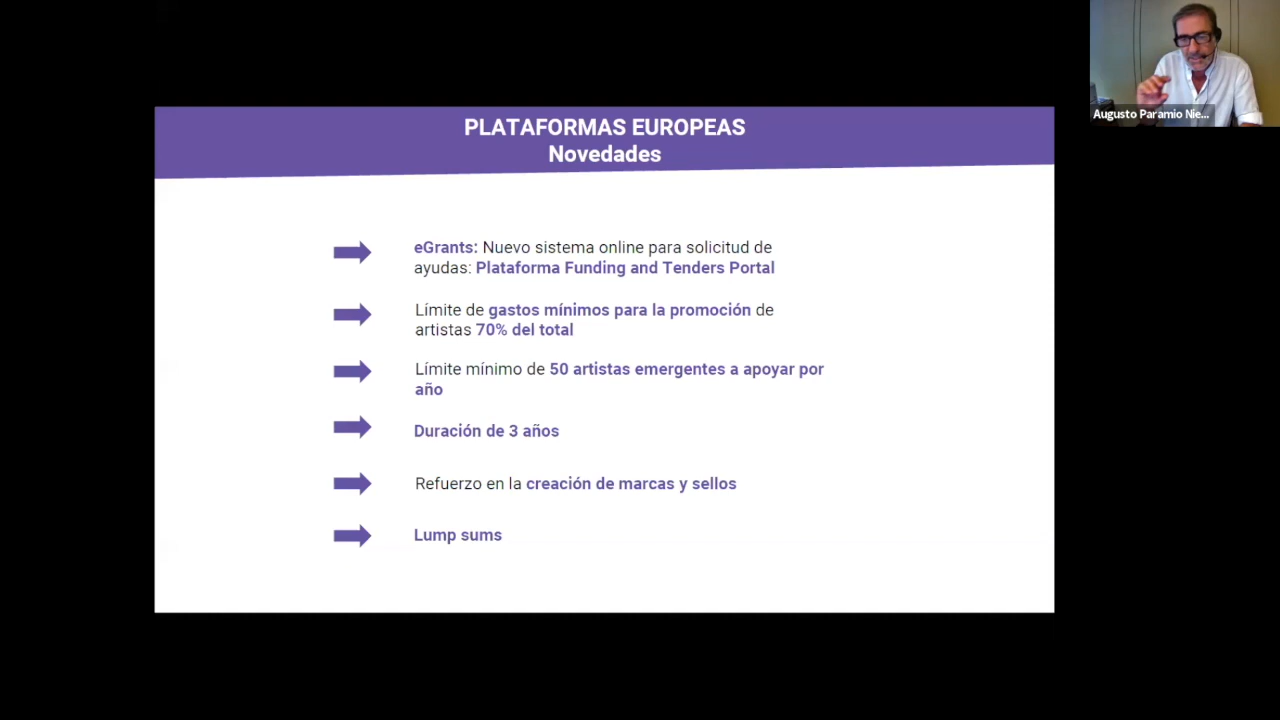 PLATAFORMAS EUROPEAS
Novedades
eGrants: Nuevo sistema online para solicitud de
ayudas: Plataforma Funding and Tenders Portal
Límite de gastos mínimos para la promoción de
artistas 70% del total
Límite mínimo de 50 artistas emergentes a apoyar por
año
Duración de 3 años
Refuerzo en la creación de marcas y sellos
Lump sums
Augusto Paramio Nie...